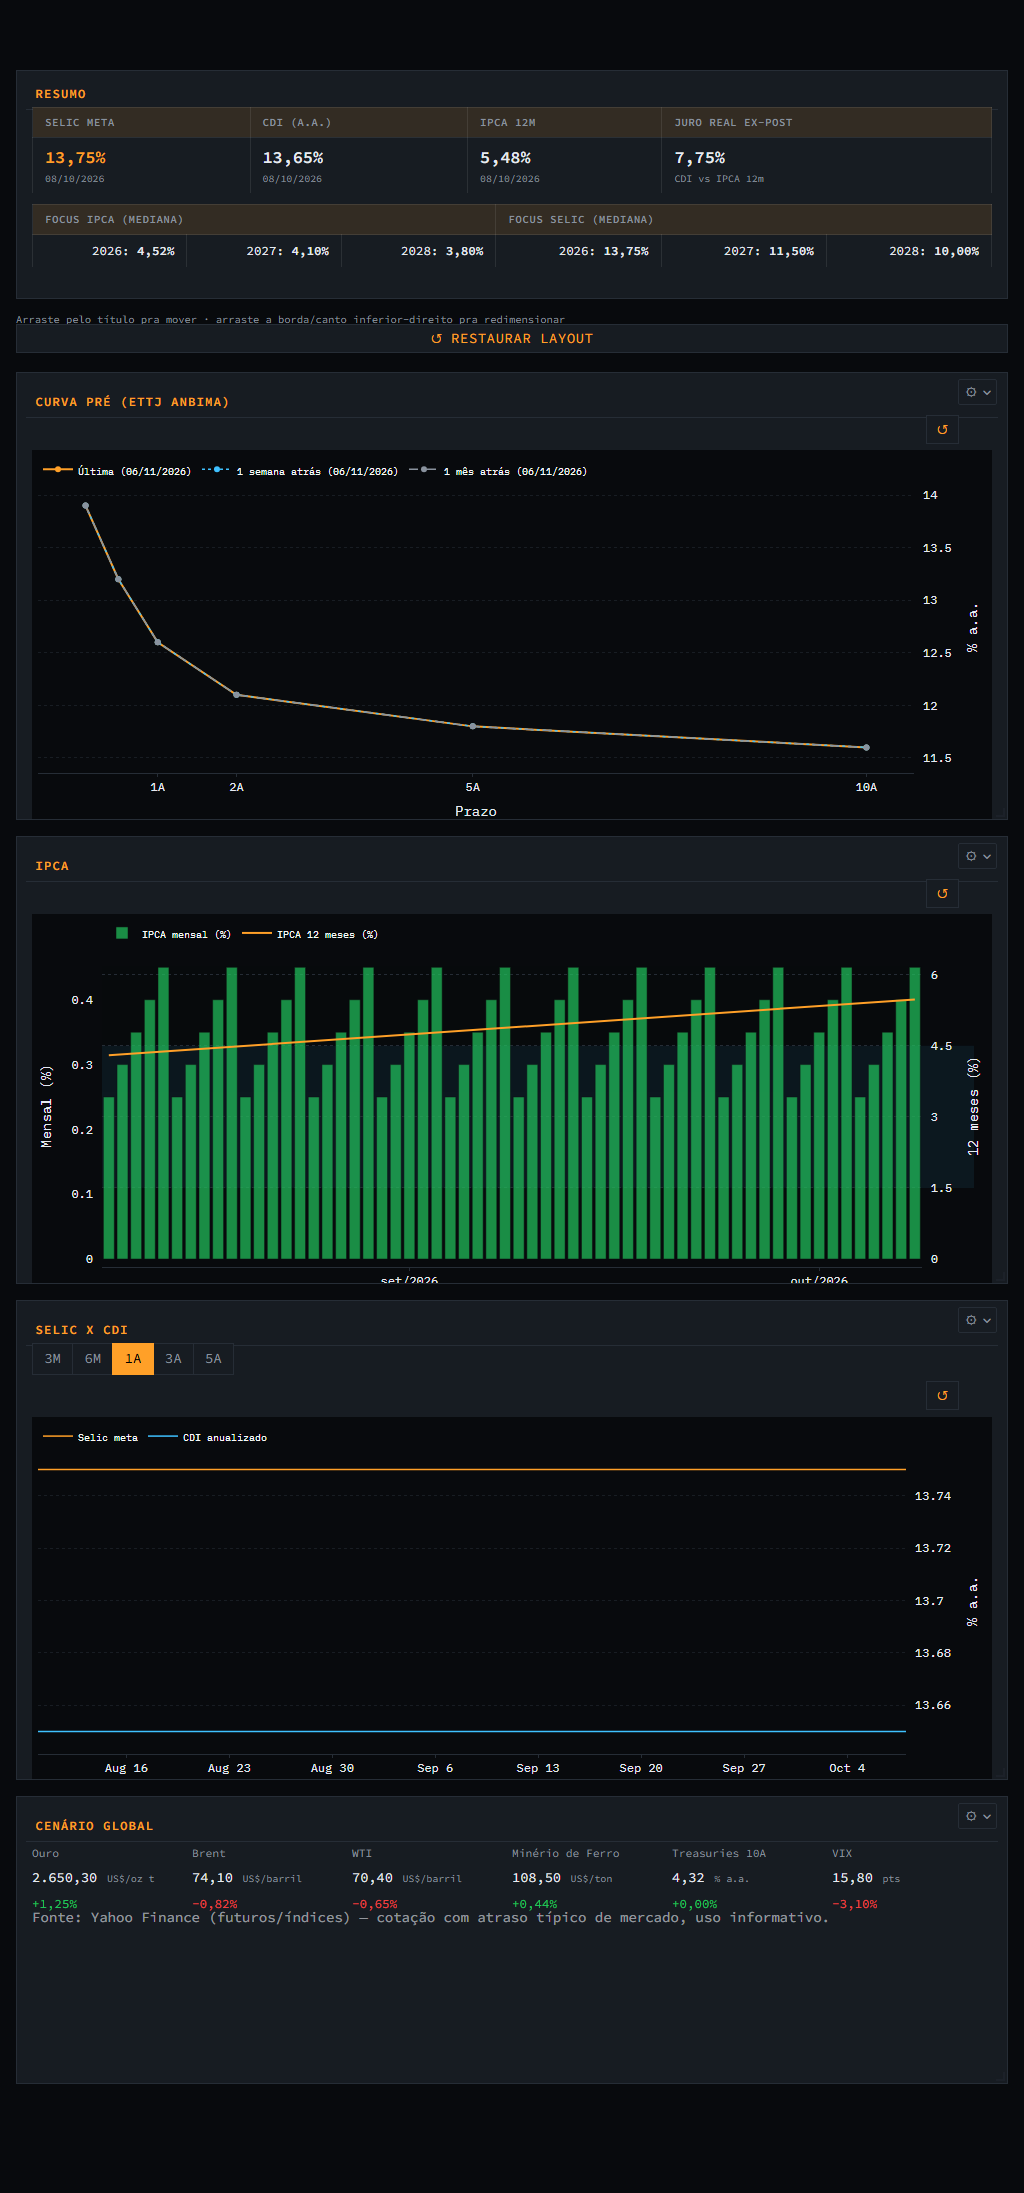 RESUMO
SELIC META CDI (A.A.) IPCA 12M JURO REAL EX-POST
13,75% 13,65% 5,48% 7,75%
08/10/2026 08/10/2026 08/10/2026 CDI vs IPCA 12m
FOCUS IPCA (MEDIANA) FOCUS SELIC (MEDIANA)
2026: 4,52% 2027: 4,10% 2028: 3,80% 2026: 13,75% 2027: 11,50% 2028: 10,00%
Arraste pelo título pra mover · arraste a borda/canto inferior-direito pra redimensionar
↺ RESTAURAR LAYOUT
CURVA PRÉ (ETTJ ANBIMA)
↺
Última (06/11/2026) 1 semana atrás (06/11/2026) 1 mês atrás (06/11/2026)
14
13.5
13
12.5
12
11.5
% a.a.
1A 2A 5A 10A
Prazo
IPCA
↺
IPCA mensal (%) IPCA 12 meses (%)
0.4
0.3
0.2
0.1
0
Mensal (%)
6
4.5
3
1.5
0
12 meses (%)
set/2026 out/2026
SELIC X CDI
3M 6M 1A 3A 5A
↺
Selic meta CDI anualizado
13.74
13.72
13.7
13.68
13.66
% a.a.
Aug 16 Aug 23 Aug 30 Sep 6 Sep 13 Sep 20 Sep 27 Oct 4
CENÁRIO GLOBAL
Ouro Brent WTI Minério de Ferro Treasuries 10A VIX
2.650,30 US$/oz t 74,10 US$/barril 70,40 US$/barril 108,50 US$/ton 4,32 % a.a. 15,80 pts
+1,25% -0,82% -0,65% +0,44% +0,00% -3,10%
Fonte: Yahoo Finance (futuros/índices) — cotação com atraso típico de mercado, uso informativo.